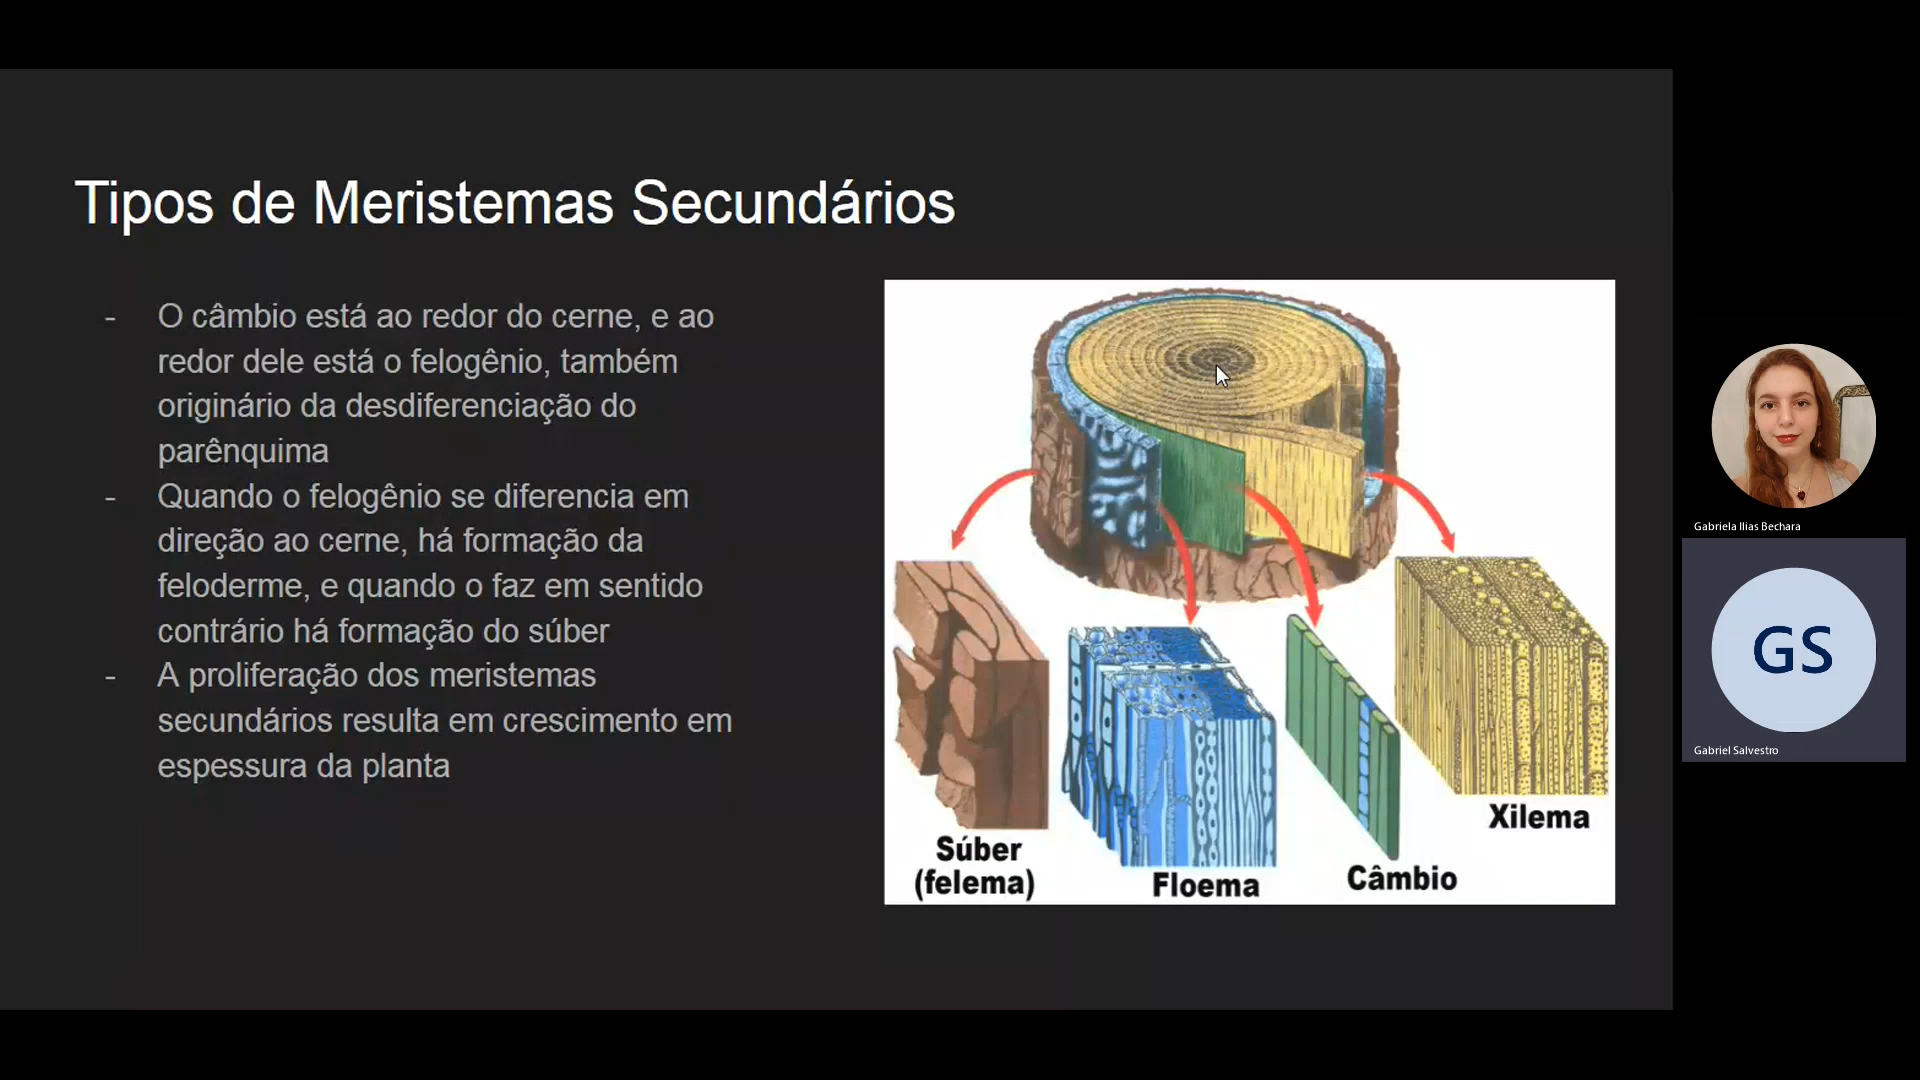 Tipos de Meristemas Secundários
- O câmbio está ao redor do cerne, e ao
redor dele está o felogênio, também
originário da desdiferenciação do
parênquima
- Quando o felogênio se diferencia em
direção ao cerne, há formação da
feloderme, e quando o faz em sentido
contrário há formação do súber
- A proliferação dos meristemas
secundários resulta em crescimento em
espessura da planta
Súber
(felema)
Floema
Câmbio
Xilema
Gabriela Ilias Bechara
GS
Gabriel Salvestro